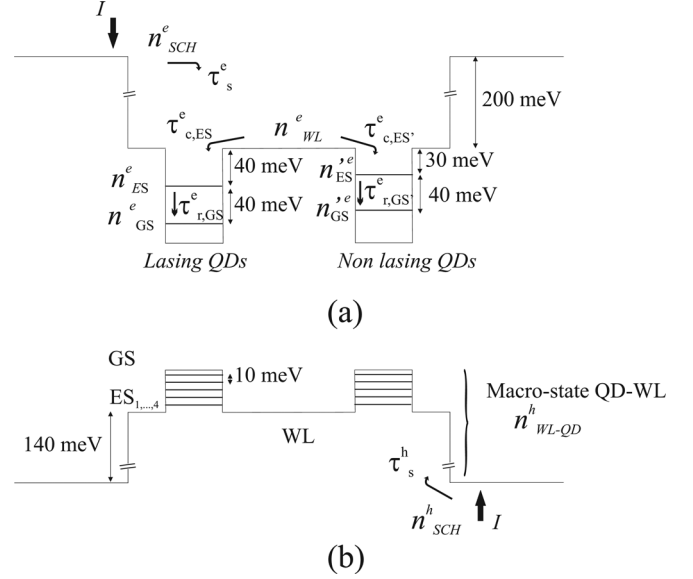 I
n^e_SCH
τ^e_s
200 meV
τ^e_c,ES
n^e_WL
τ^e_c,ES'
40 meV
30 meV
n^e_ES
n'^e_ES
τ^e_r,GS
40 meV
τ^e_r,GS'
40 meV
n^e_GS
n'^e_GS
Lasing QDs
Non lasing QDs
(a)
GS
10 meV
ES_1,...,4
Macro-state QD-WL
n^h_WL-QD
140 meV
WL
τ^h_s
n^h_SCH
I
(b)